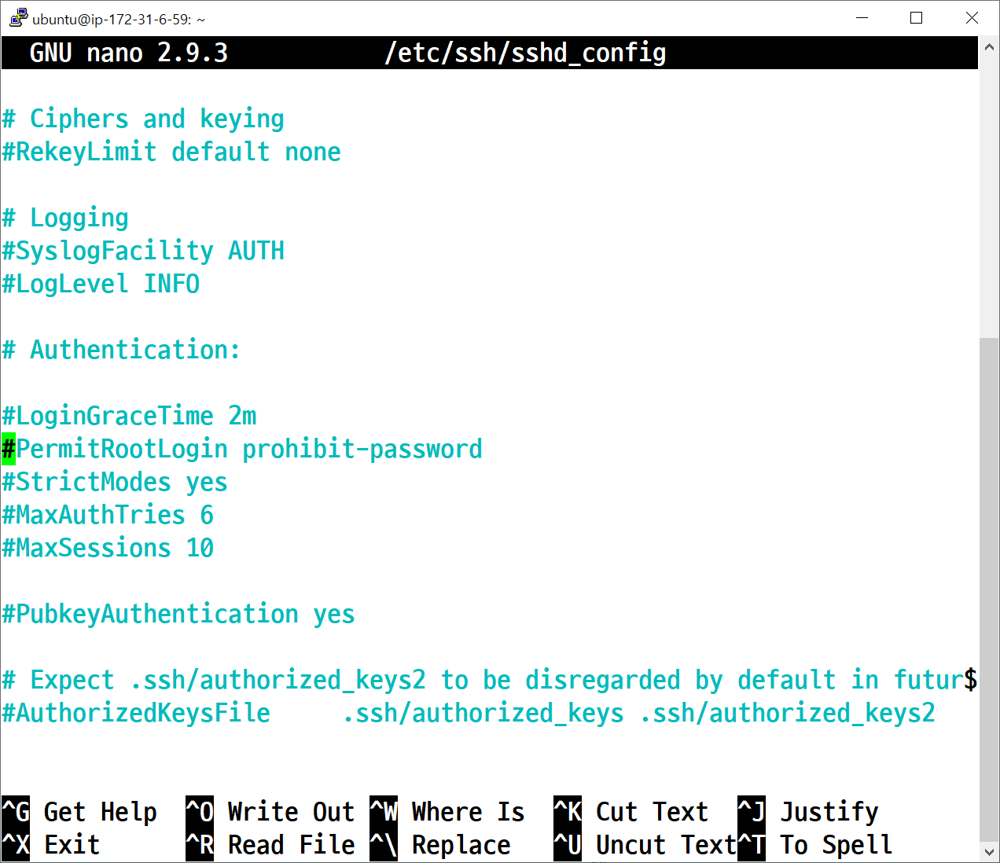 ubuntu@ip-172-31-6-59: ~
GNU nano 2.9.3 /etc/ssh/sshd_config
# Ciphers and keying
#RekeyLimit default none
# Logging
#SyslogFacility AUTH
#LogLevel INFO
# Authentication:
#LoginGraceTime 2m
#PermitRootLogin prohibit-password
#StrictModes yes
#MaxAuthTries 6
#MaxSessions 10
#PubkeyAuthentication yes
# Expect .ssh/authorized_keys2 to be disregarded by default in futur$
#AuthorizedKeysFile .ssh/authorized_keys .ssh/authorized_keys2
^G Get Help ^O Write Out ^W Where Is ^K Cut Text ^J Justify
^X Exit ^R Read File ^\ Replace ^U Uncut Text^T To Spell